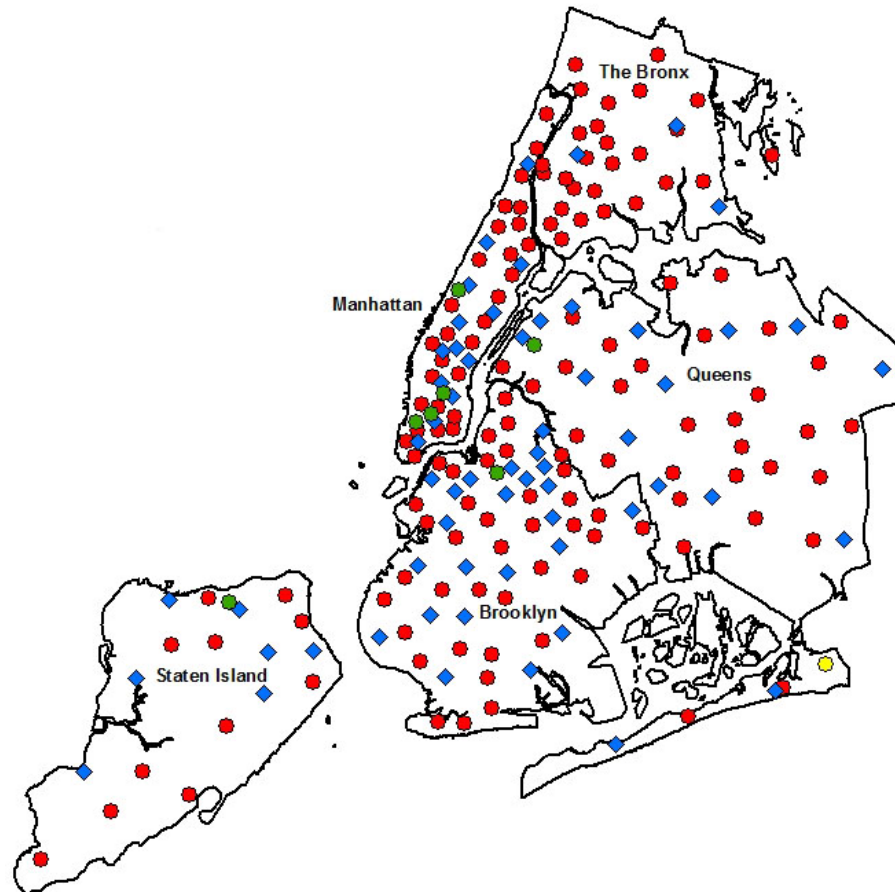 The Bronx
Manhattan
Queens
Brooklyn
Staten Island